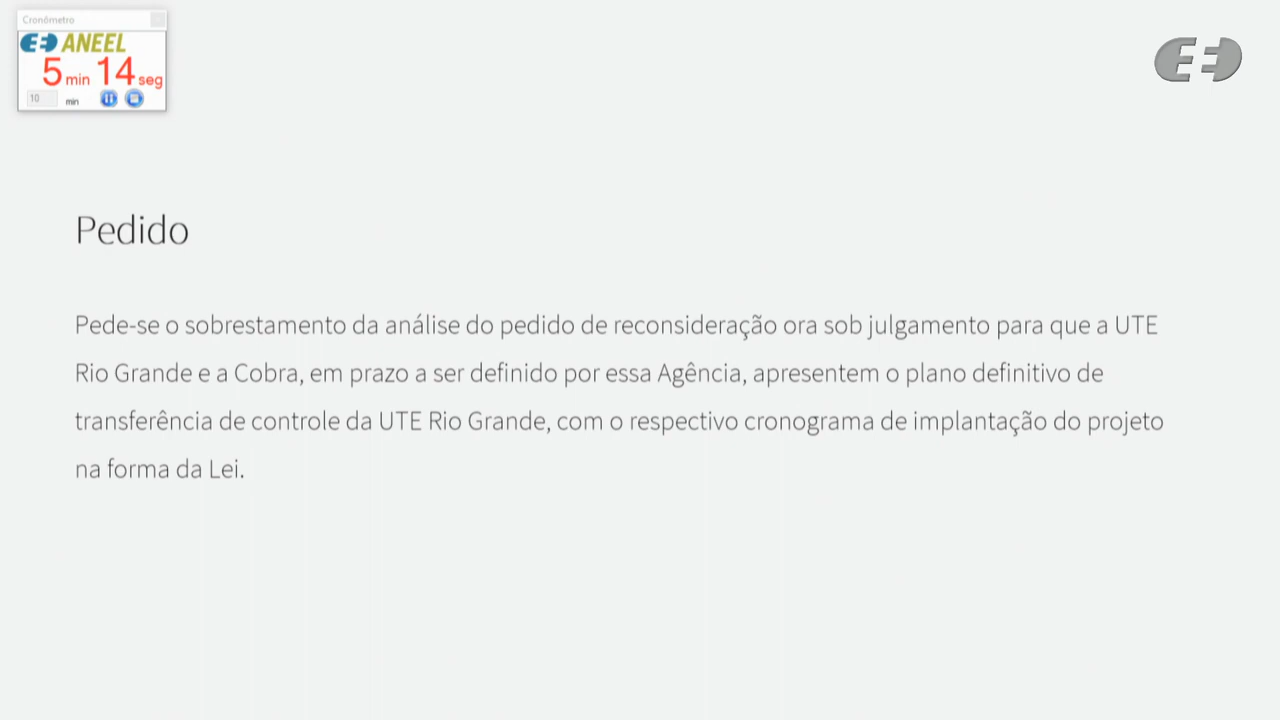 Cronômetro
ANEEL
5 min 14 seg
10 min
Pedido
Pede-se o sobrestamento da análise do pedido de reconsideração ora sob julgamento para que a UTE
Rio Grande e a Cobra, em prazo a ser definido por essa Agência, apresentem o plano definitivo de
transferência de controle da UTE Rio Grande, com o respectivo cronograma de implantação do projeto
na forma da Lei.